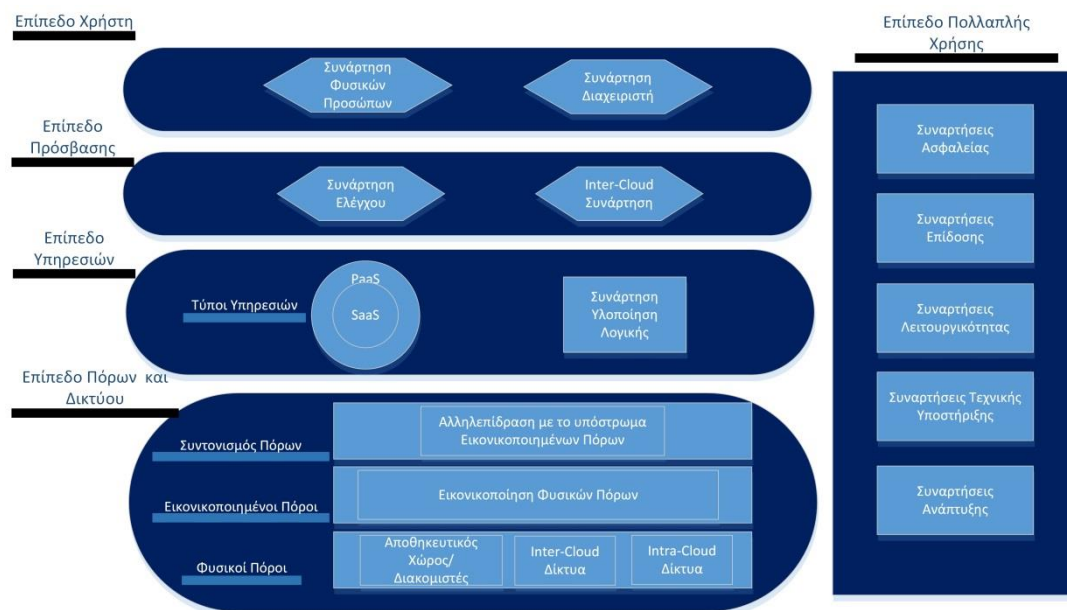 Επίπεδο Χρήστη
Συνάρτηση
Φυσικών
Προσώπων
Συνάρτηση
Διαχειριστή
Επίπεδο
Πρόσβασης
Συνάρτηση
Ελέγχου
Inter-Cloud
Συνάρτηση
Επίπεδο
Υπηρεσιών
Τύποι Υπηρεσιών
PaaS
SaaS
Συνάρτηση
Υλοποίηση
Λογικής
Επίπεδο Πόρων και
Δικτύου
Συντονισμός Πόρων
Αλληλεπίδραση με το υπόστρωμα
Εικονικοποιημένων Πόρων
Εικονικοποιημένοι Πόροι
Εικονικοποίηση Φυσικών Πόρων
Φυσικοί Πόροι
Αποθηκευτικός
Χώρος/
Διακομιστές
Inter-Cloud
Δίκτυα
Intra-Cloud
Δίκτυα
Επίπεδο Πολλαπλής
Χρήσης
Συναρτήσεις
Ασφαλείας
Συναρτήσεις
Επίδοσης
Συναρτήσεις
Λειτουργικότητας
Συναρτήσεις Τεχνικής
Υποστήριξης
Συναρτήσεις
Ανάπτυξης